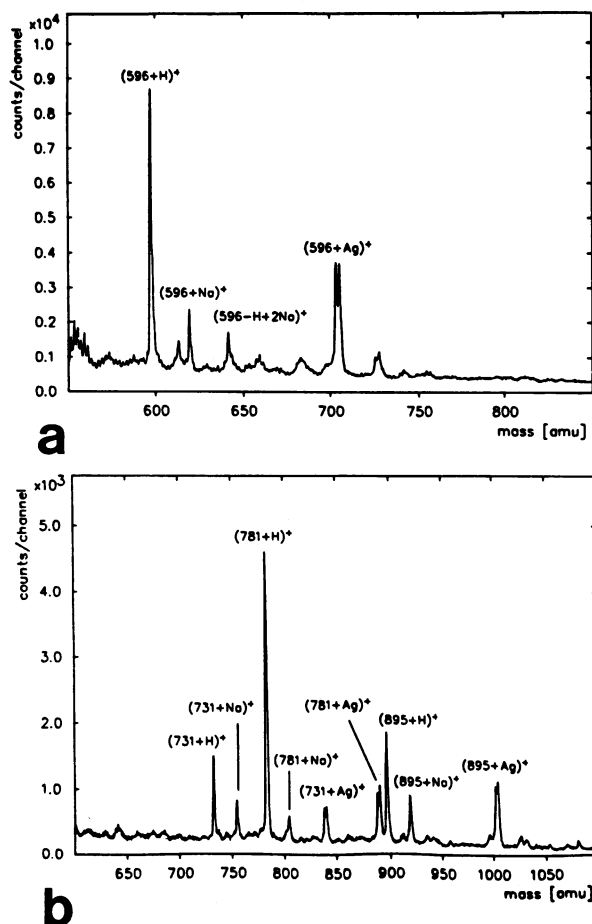 ×10⁴
counts/channel
1.0
0.9
0.8
0.7
0.6
0.5
0.4
0.3
0.2
0.1
0.0
(596+H)⁺
(596+Na)⁺
(596-H+2Na)⁺
(596+Ag)⁺
600
650
700
750
800
mass [amu]
a
×10³
counts/channel
5.0
4.0
3.0
2.0
1.0
0.0
(781+H)⁺
(731+Na)⁺
(731+H)⁺
(781+Na)⁺
(731+Ag)⁺
(781+Ag)⁺
(895+H)⁺
(895+Na)⁺
(895+Ag)⁺
650
700
750
800
850
900
950
1000
1050
mass [amu]
b